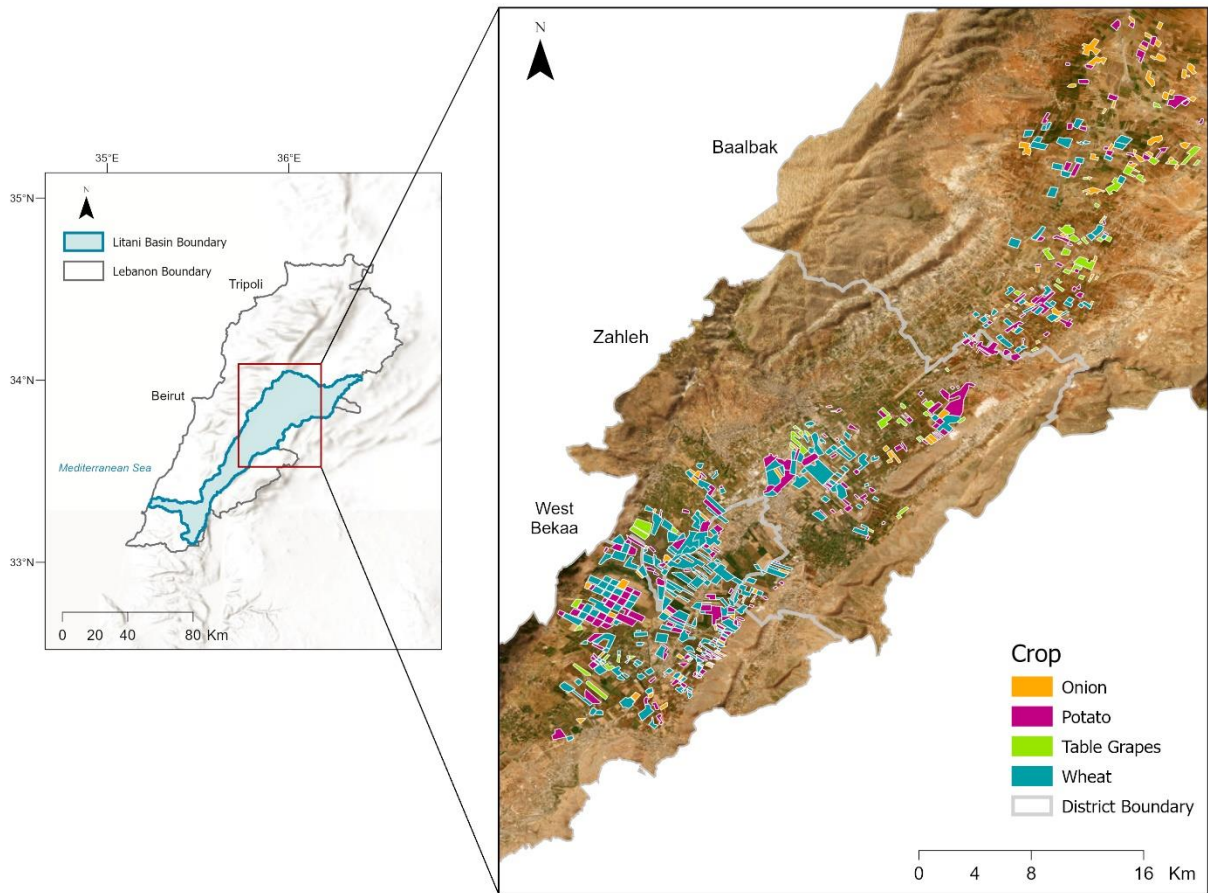 35°E
36°E
35°N
34°N
33°N
N
Litani Basin Boundary
Lebanon Boundary
Tripoli
Beirut
Mediterranean Sea
0 20 40 80 Km
N
Baalbak
Zahleh
West
Bekaa
Crop
Onion
Potato
Table Grapes
Wheat
District Boundary
0 4 8 16 Km